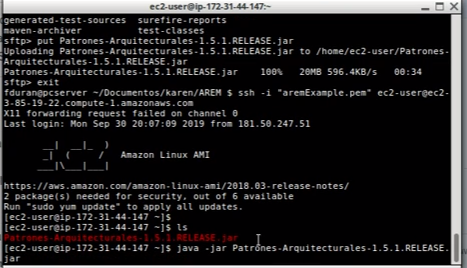 ec2-user@ip-172-31-44-147:~
generated-test-sources surefire-reports
maven-archiver test-classes
sftp> put Patrones-Arquitecturales-1.5.1.RELEASE.jar
Uploading Patrones-Arquitecturales-1.5.1.RELEASE.jar to /home/ec2-user/Patrones-
Arquitecturales-1.5.1.RELEASE.jar
Patrones-Arquitecturales-1.5.1.RELEASE.jar 100% 20MB 596.4KB/s 00:34
sftp> exit
fduran@pcserver ~/Documentos/karen/AREM $ ssh -i "aremExample.pem" ec2-user@ec2-
3-85-19-22.compute-1.amazonaws.com
X11 forwarding request failed on channel 0
Last login: Mon Sep 30 20:07:09 2019 from 181.50.247.51
Amazon Linux AMI
https://aws.amazon.com/amazon-linux-ami/2018.03-release-notes/
2 package(s) needed for security, out of 6 available
Run "sudo yum update" to apply all updates.
[ec2-user@ip-172-31-44-147 ~]$
[ec2-user@ip-172-31-44-147 ~]$ ls
Patrones-Arquitecturales-1.5.1.RELEASE.jar
[ec2-user@ip-172-31-44-147 ~]$ java -jar Patrones-Arquitecturales-1.5.1.RELEASE.
jar